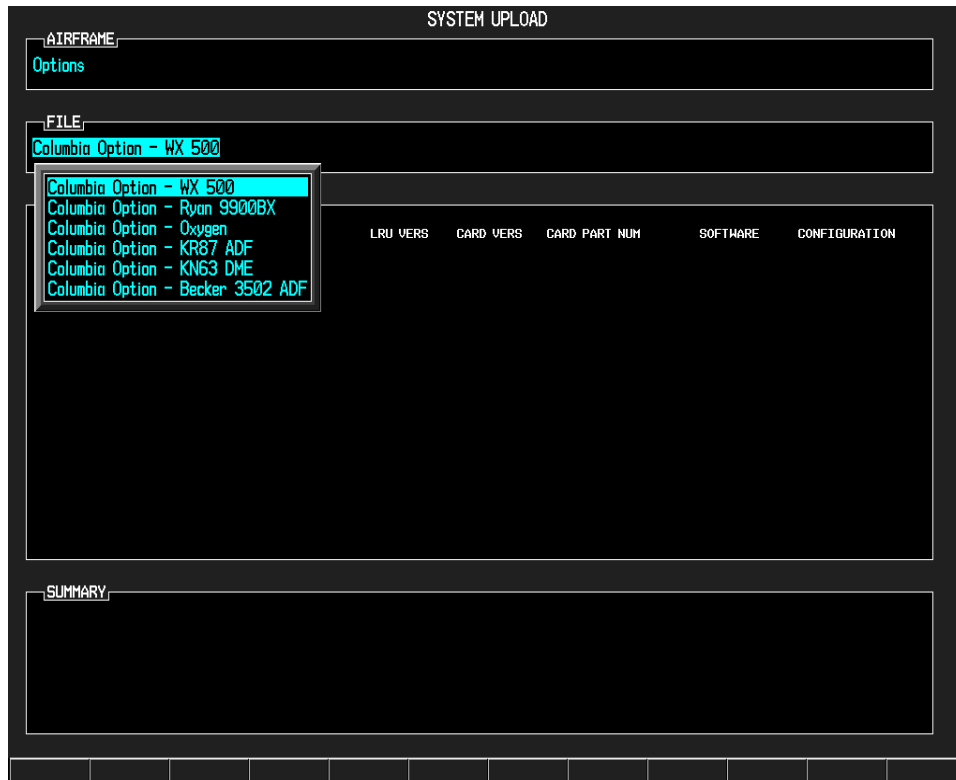 SYSTEM UPLOAD
AIRFRAME
Options
FILE
Columbia Option - WX 500
Columbia Option - WX 500
Columbia Option - Ryan 9900BX
Columbia Option - Oxygen
Columbia Option - KR87 ADF
Columbia Option - KN63 DME
Columbia Option - Becker 3502 ADF
LRU VERS CARD VERS CARD PART NUM SOFTWARE CONFIGURATION
SUMMARY